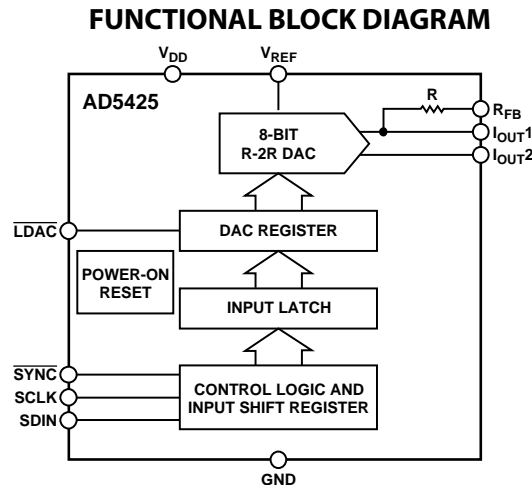 FUNCTIONAL BLOCK DIAGRAM
VDD
VREF
AD5425
R
RFB
8-BIT
R-2R DAC
IOUT1
IOUT2
LDAC
DAC REGISTER
POWER-ON
RESET
INPUT LATCH
SYNC
SCLK
SDIN
CONTROL LOGIC AND
INPUT SHIFT REGISTER
GND